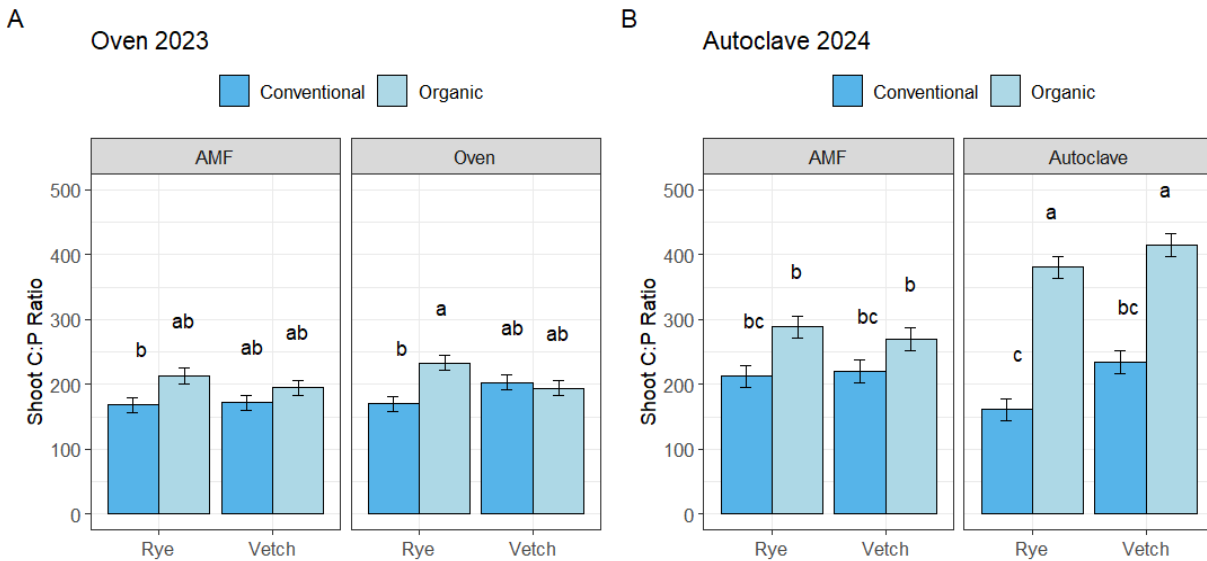 A
Oven 2023
Conventional Organic
AMF Oven
Shoot C:P Ratio
500
400
300
200
100
0
b ab ab ab
b a ab ab
Rye Vetch Rye Vetch
B
Autoclave 2024
Conventional Organic
AMF Autoclave
Shoot C:P Ratio
500
400
300
200
100
0
bc b bc b
c a bc a
Rye Vetch Rye Vetch